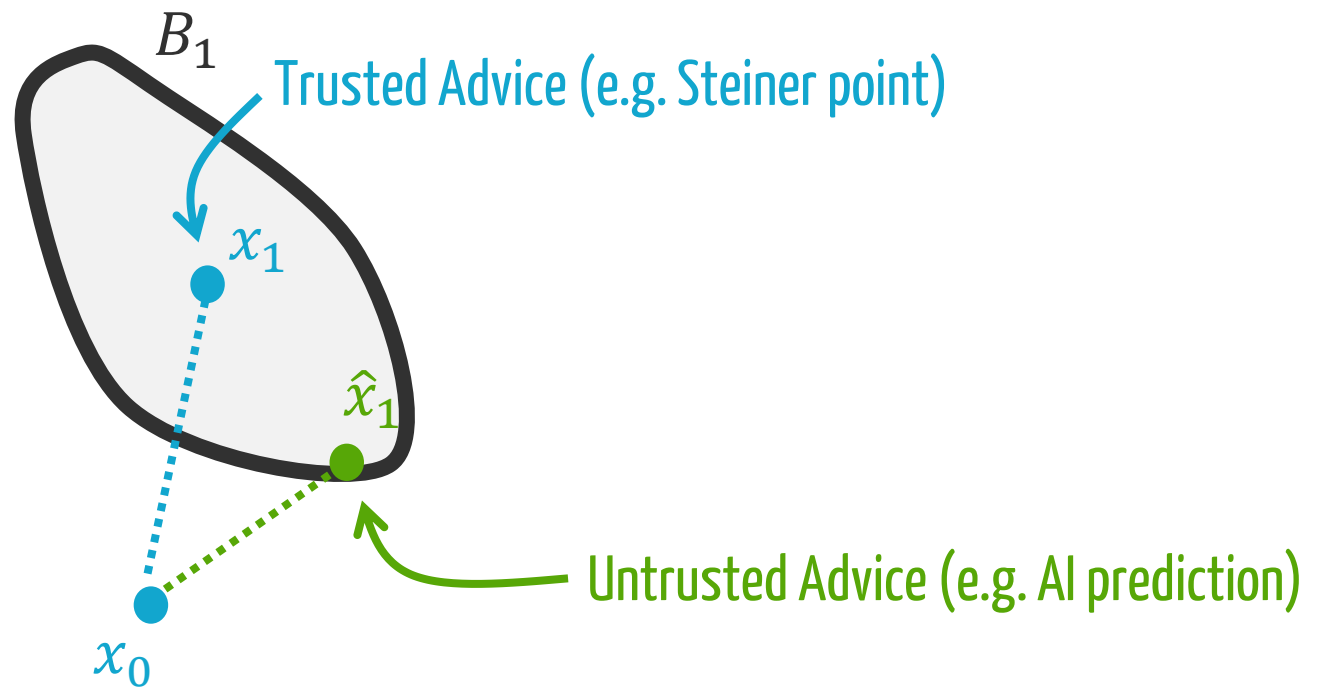 B₁
Trusted Advice (e.g. Steiner point)
x₁
x̂₁
Untrusted Advice (e.g. AI prediction)
x₀